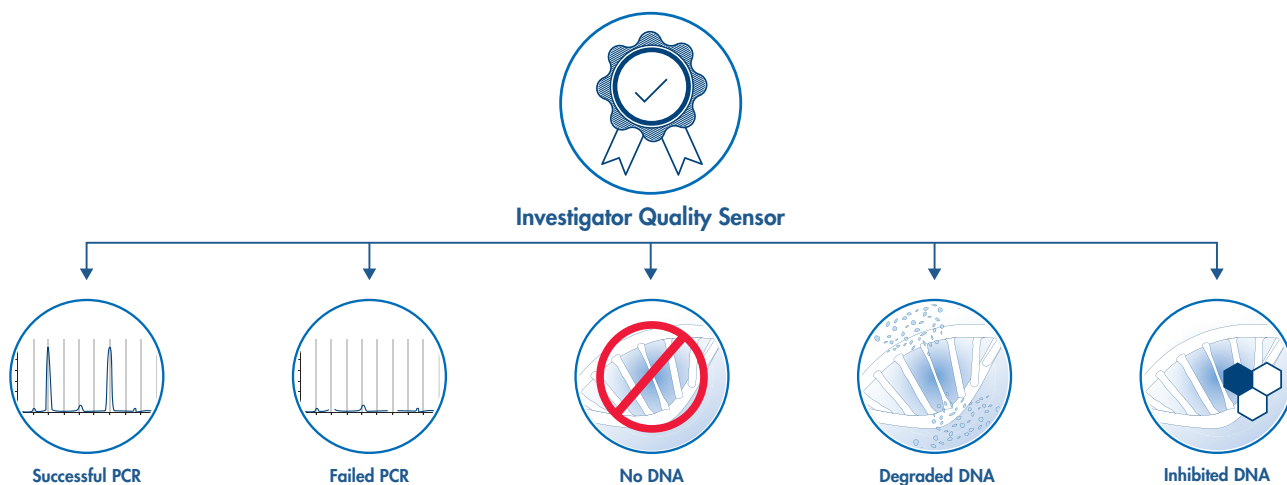 Investigator Quality Sensor
Successful PCR
Failed PCR
No DNA
Degraded DNA
Inhibited DNA